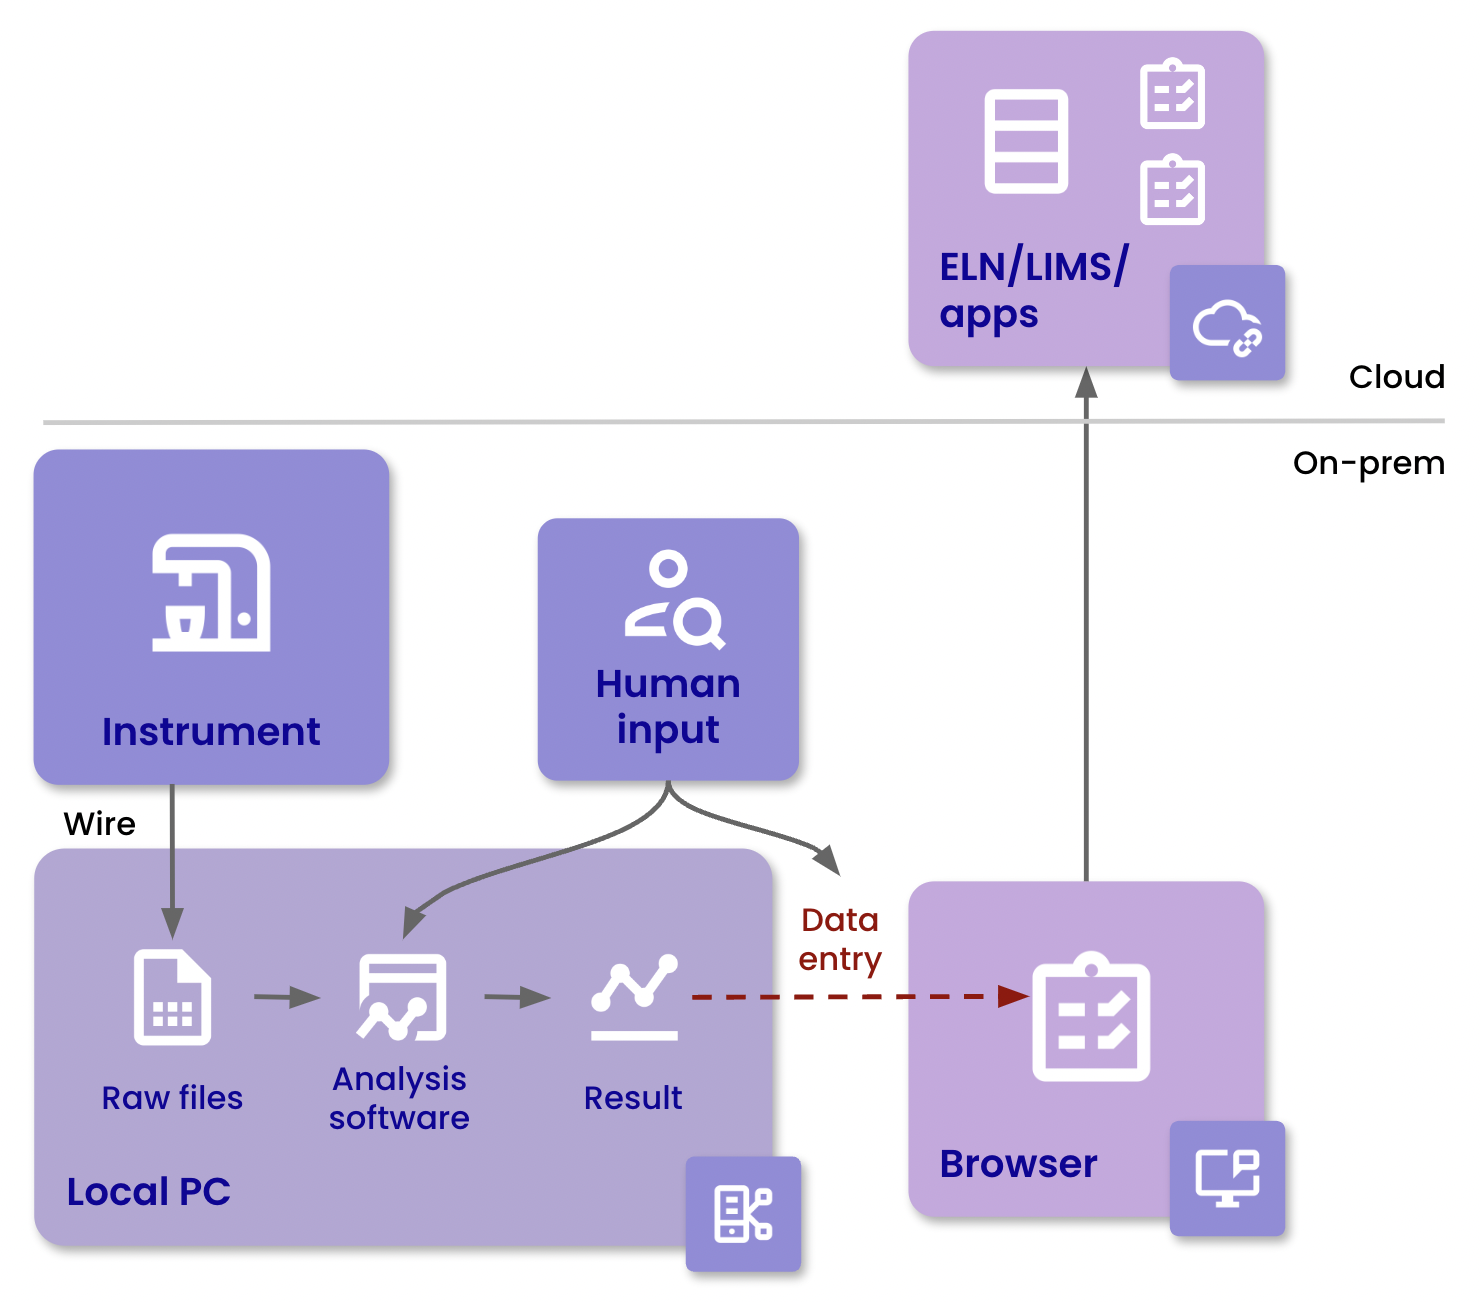 ELN/LIMS/
apps
Cloud
On-prem
Instrument
Human
input
Wire
Data
entry
Raw files
Analysis
software
Result
Local PC
Browser